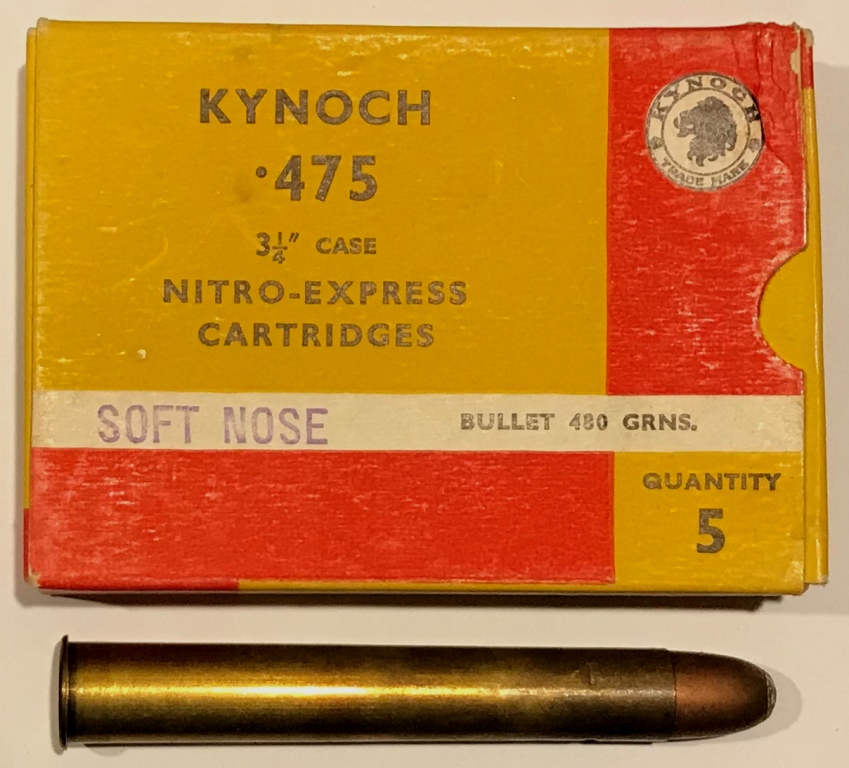 KYNOCH
·475
3¼" CASE
NITRO-EXPRESS
CARTRIDGES
KYNOCH
TRADE MARK
SOFT NOSE
BULLET 480 GRNS.
QUANTITY
5